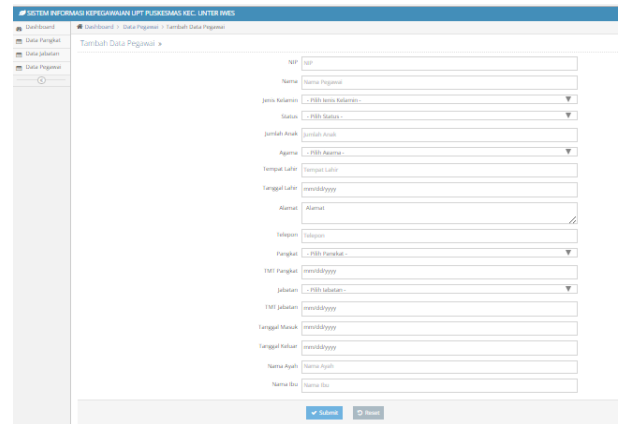 SISTEM INFORMASI KEPEGAWAIAN UPT PUSKESMAS KEC. UNTER IWES
Dashboard
Data Pangkat
Data Jabatan
Data Pegawai
Dashboard > Data Pegawai > Tambah Data Pegawai
Tambah Data Pegawai »
NIP NIP
Nama Nama Pegawai
Jenis Kelamin - Pilih Jenis Kelamin -
Status - Pilih Status -
Jumlah Anak Jumlah Anak
Agama - Pilih Agama -
Tempat Lahir Tempat Lahir
Tanggal Lahir mm/dd/yyyy
Alamat Alamat
Telepon Telepon
Pangkat - Pilih Pangkat -
TMT Pangkat mm/dd/yyyy
Jabatan - Pilih Jabatan -
TMT Jabatan mm/dd/yyyy
Tanggal Masuk mm/dd/yyyy
Tanggal Keluar mm/dd/yyyy
Nama Ayah Nama Ayah
Nama Ibu Nama Ibu
Submit Reset